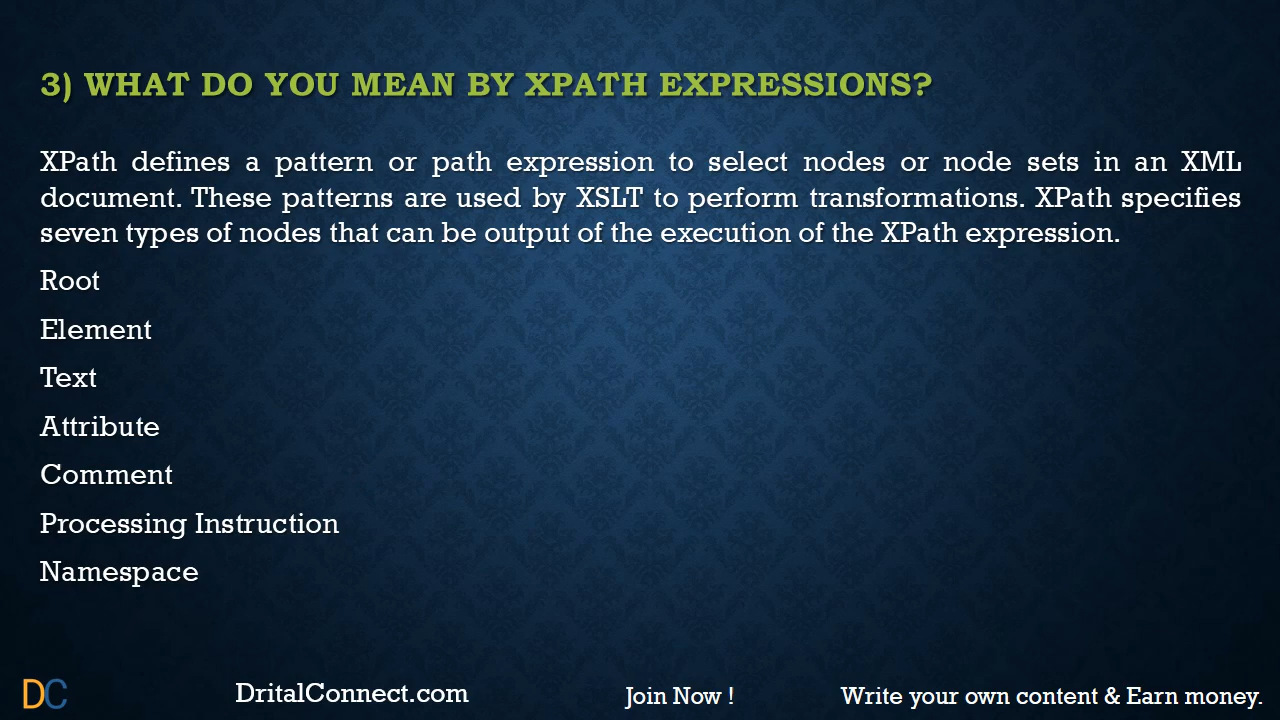 3) WHAT DO YOU MEAN BY XPATH EXPRESSIONS?
XPath defines a pattern or path expression to select nodes or node sets in an XML
document. These patterns are used by XSLT to perform transformations. XPath specifies
seven types of nodes that can be output of the execution of the XPath expression.
Root
Element
Text
Attribute
Comment
Processing Instruction
Namespace
DC
DritalConnect.com
Join Now !
Write your own content & Earn money.